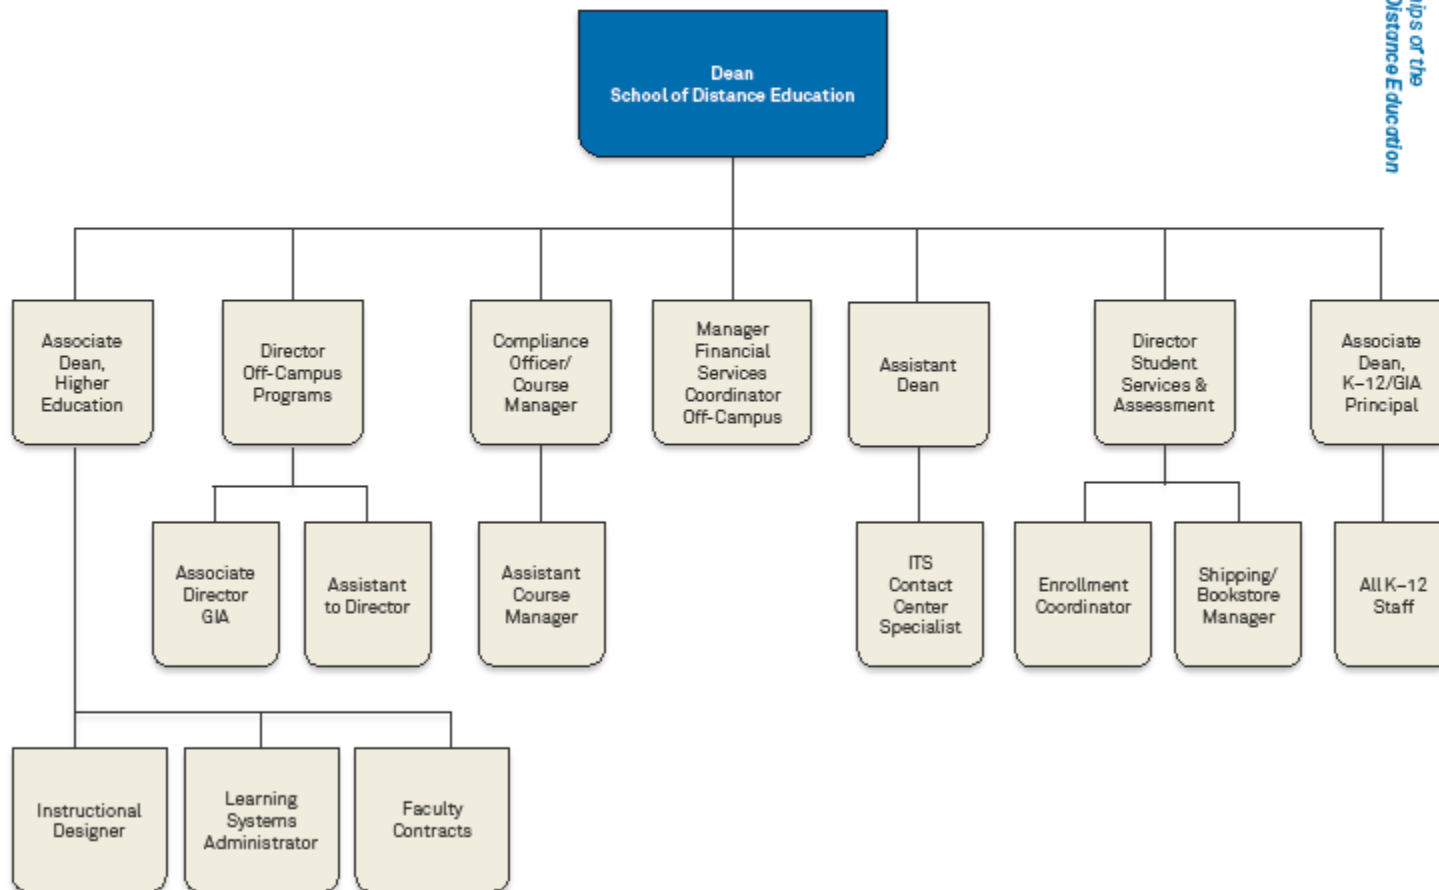 Dean
School of Distance Education
of the
Distance Education
Associate
Dean,
Higher
Education
Director
Off-Campus
Programs
Compliance
Officer/
Course
Manager
Manager
Financial
Services
Coordinator
Off-Campus
Assistant
Dean
Director
Student
Services &
Assessment
Associate
Dean,
K–12/GIA
Principal
Associate
Director
GIA
Assistant
to Director
Assistant
Course
Manager
ITS
Contact
Center
Specialist
Enrollment
Coordinator
Shipping/
Bookstore
Manager
All K–12
Staff
Instructional
Designer
Learning
Systems
Administrator
Faculty
Contracts